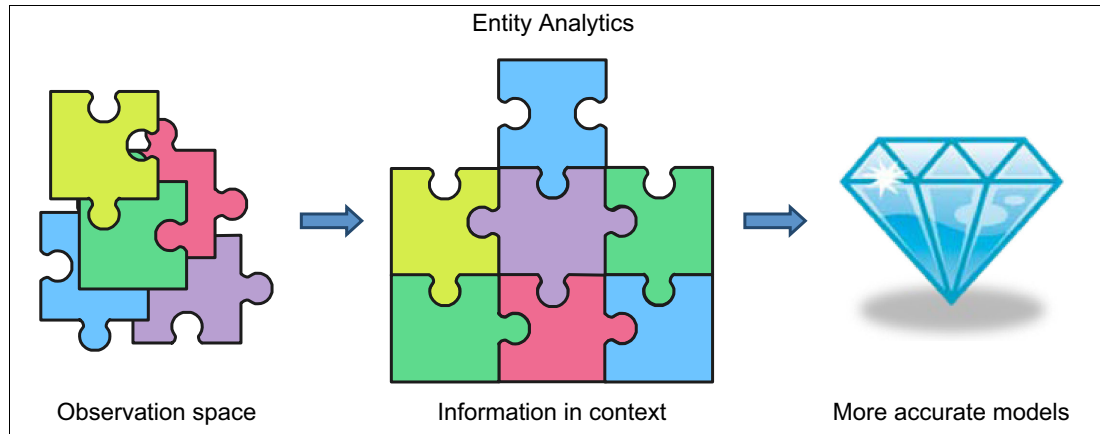 Entity Analytics
Observation space
Information in context
More accurate models